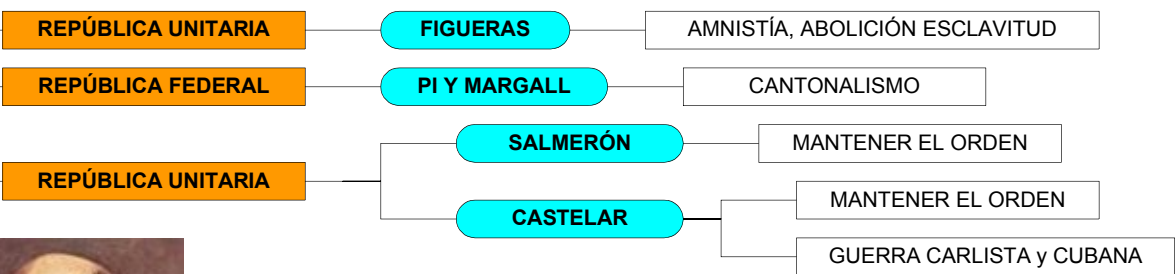 REPÚBLICA UNITARIA FIGUERAS AMNISTÍA, ABOLICIÓN ESCLAVITUD
REPÚBLICA FEDERAL PI Y MARGALL CANTONALISMO
SALMERÓN MANTENER EL ORDEN
REPÚBLICA UNITARIA
MANTENER EL ORDEN
CASTELAR
GUERRA CARLISTA y CUBANA